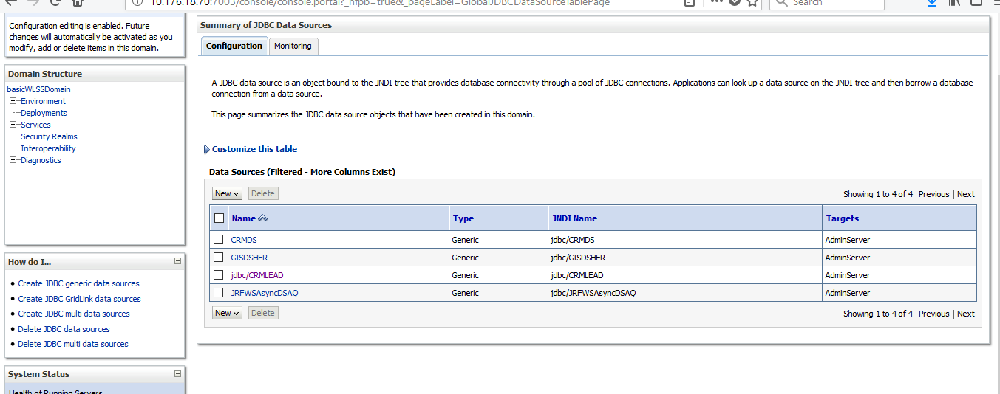 10.176.18.70:7003/console/console.portal?_nfpb=true&_pageLabel=GlobalJDBCDataSourceTablePage
Search
Configuration editing is enabled. Future
changes will automatically be activated as you
modify, add or delete items in this domain.
Domain Structure
basicWLSSDomain
Environment
Deployments
Services
Security Realms
Interoperability
Diagnostics
How do I...
Create JDBC generic data sources
Create JDBC GridLink data sources
Create JDBC multi data sources
Delete JDBC data sources
Delete JDBC multi data sources
System Status
Health of Running Servers
Summary of JDBC Data Sources
Configuration Monitoring
A JDBC data source is an object bound to the JNDI tree that provides database connectivity through a pool of JDBC connections. Applications can look up a data source on the JNDI tree and then borrow a database
connection from a data source.
This page summarizes the JDBC data source objects that have been created in this domain.
Customize this table
Data Sources (Filtered - More Columns Exist)
New Delete Showing 1 to 4 of 4 Previous | Next
Name Type JNDI Name Targets
CRMDS Generic jdbc/CRMDS AdminServer
GISDSHER Generic jdbc/GISDSHER AdminServer
jdbc/CRMLEAD Generic jdbc/CRMLEAD AdminServer
JRFWSAsyncDSAQ Generic jdbc/JRFWSAsyncDSAQ AdminServer
New Delete Showing 1 to 4 of 4 Previous | Next